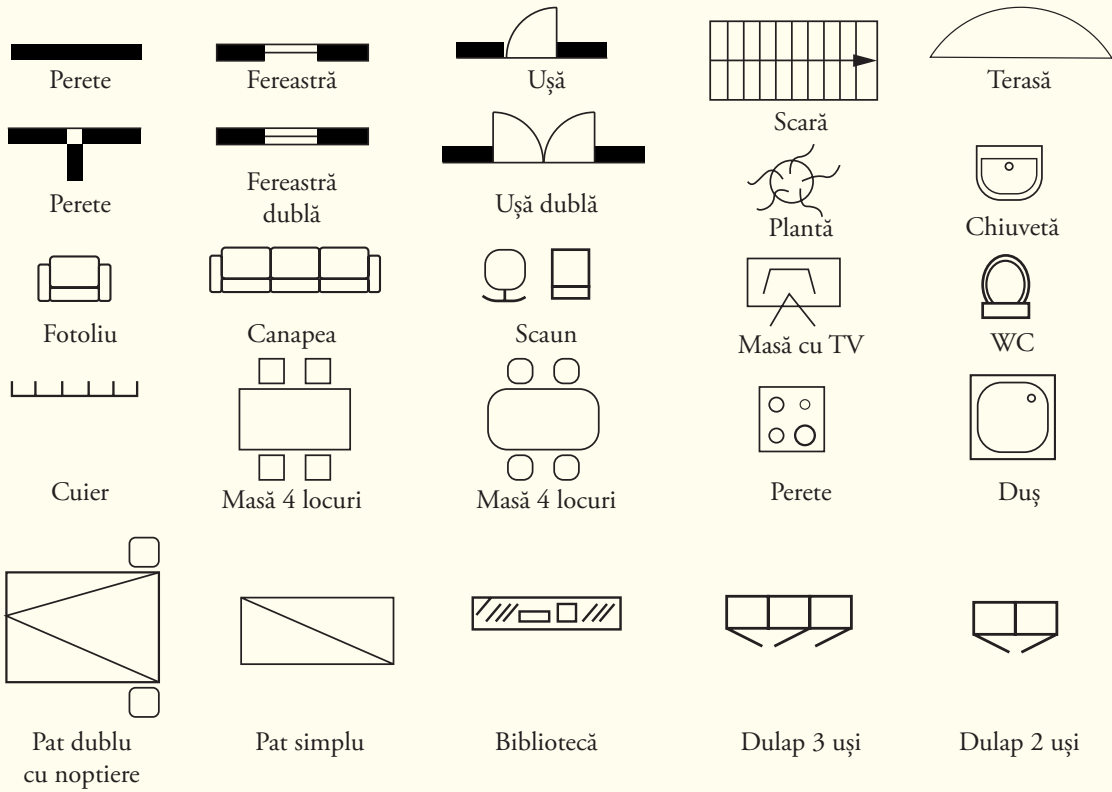 Perete
Fereastră
Ușă
Scară
Terasă
Perete
Fereastră
dublă
Ușă dublă
Plantă
Chiuvetă
Fotoliu
Canapea
Scaun
Masă cu TV
WC
Cuier
Masă 4 locuri
Masă 4 locuri
Perete
Duș
Pat dublu
cu noptiere
Pat simplu
Bibliotecă
Dulap 3 uși
Dulap 2 uși